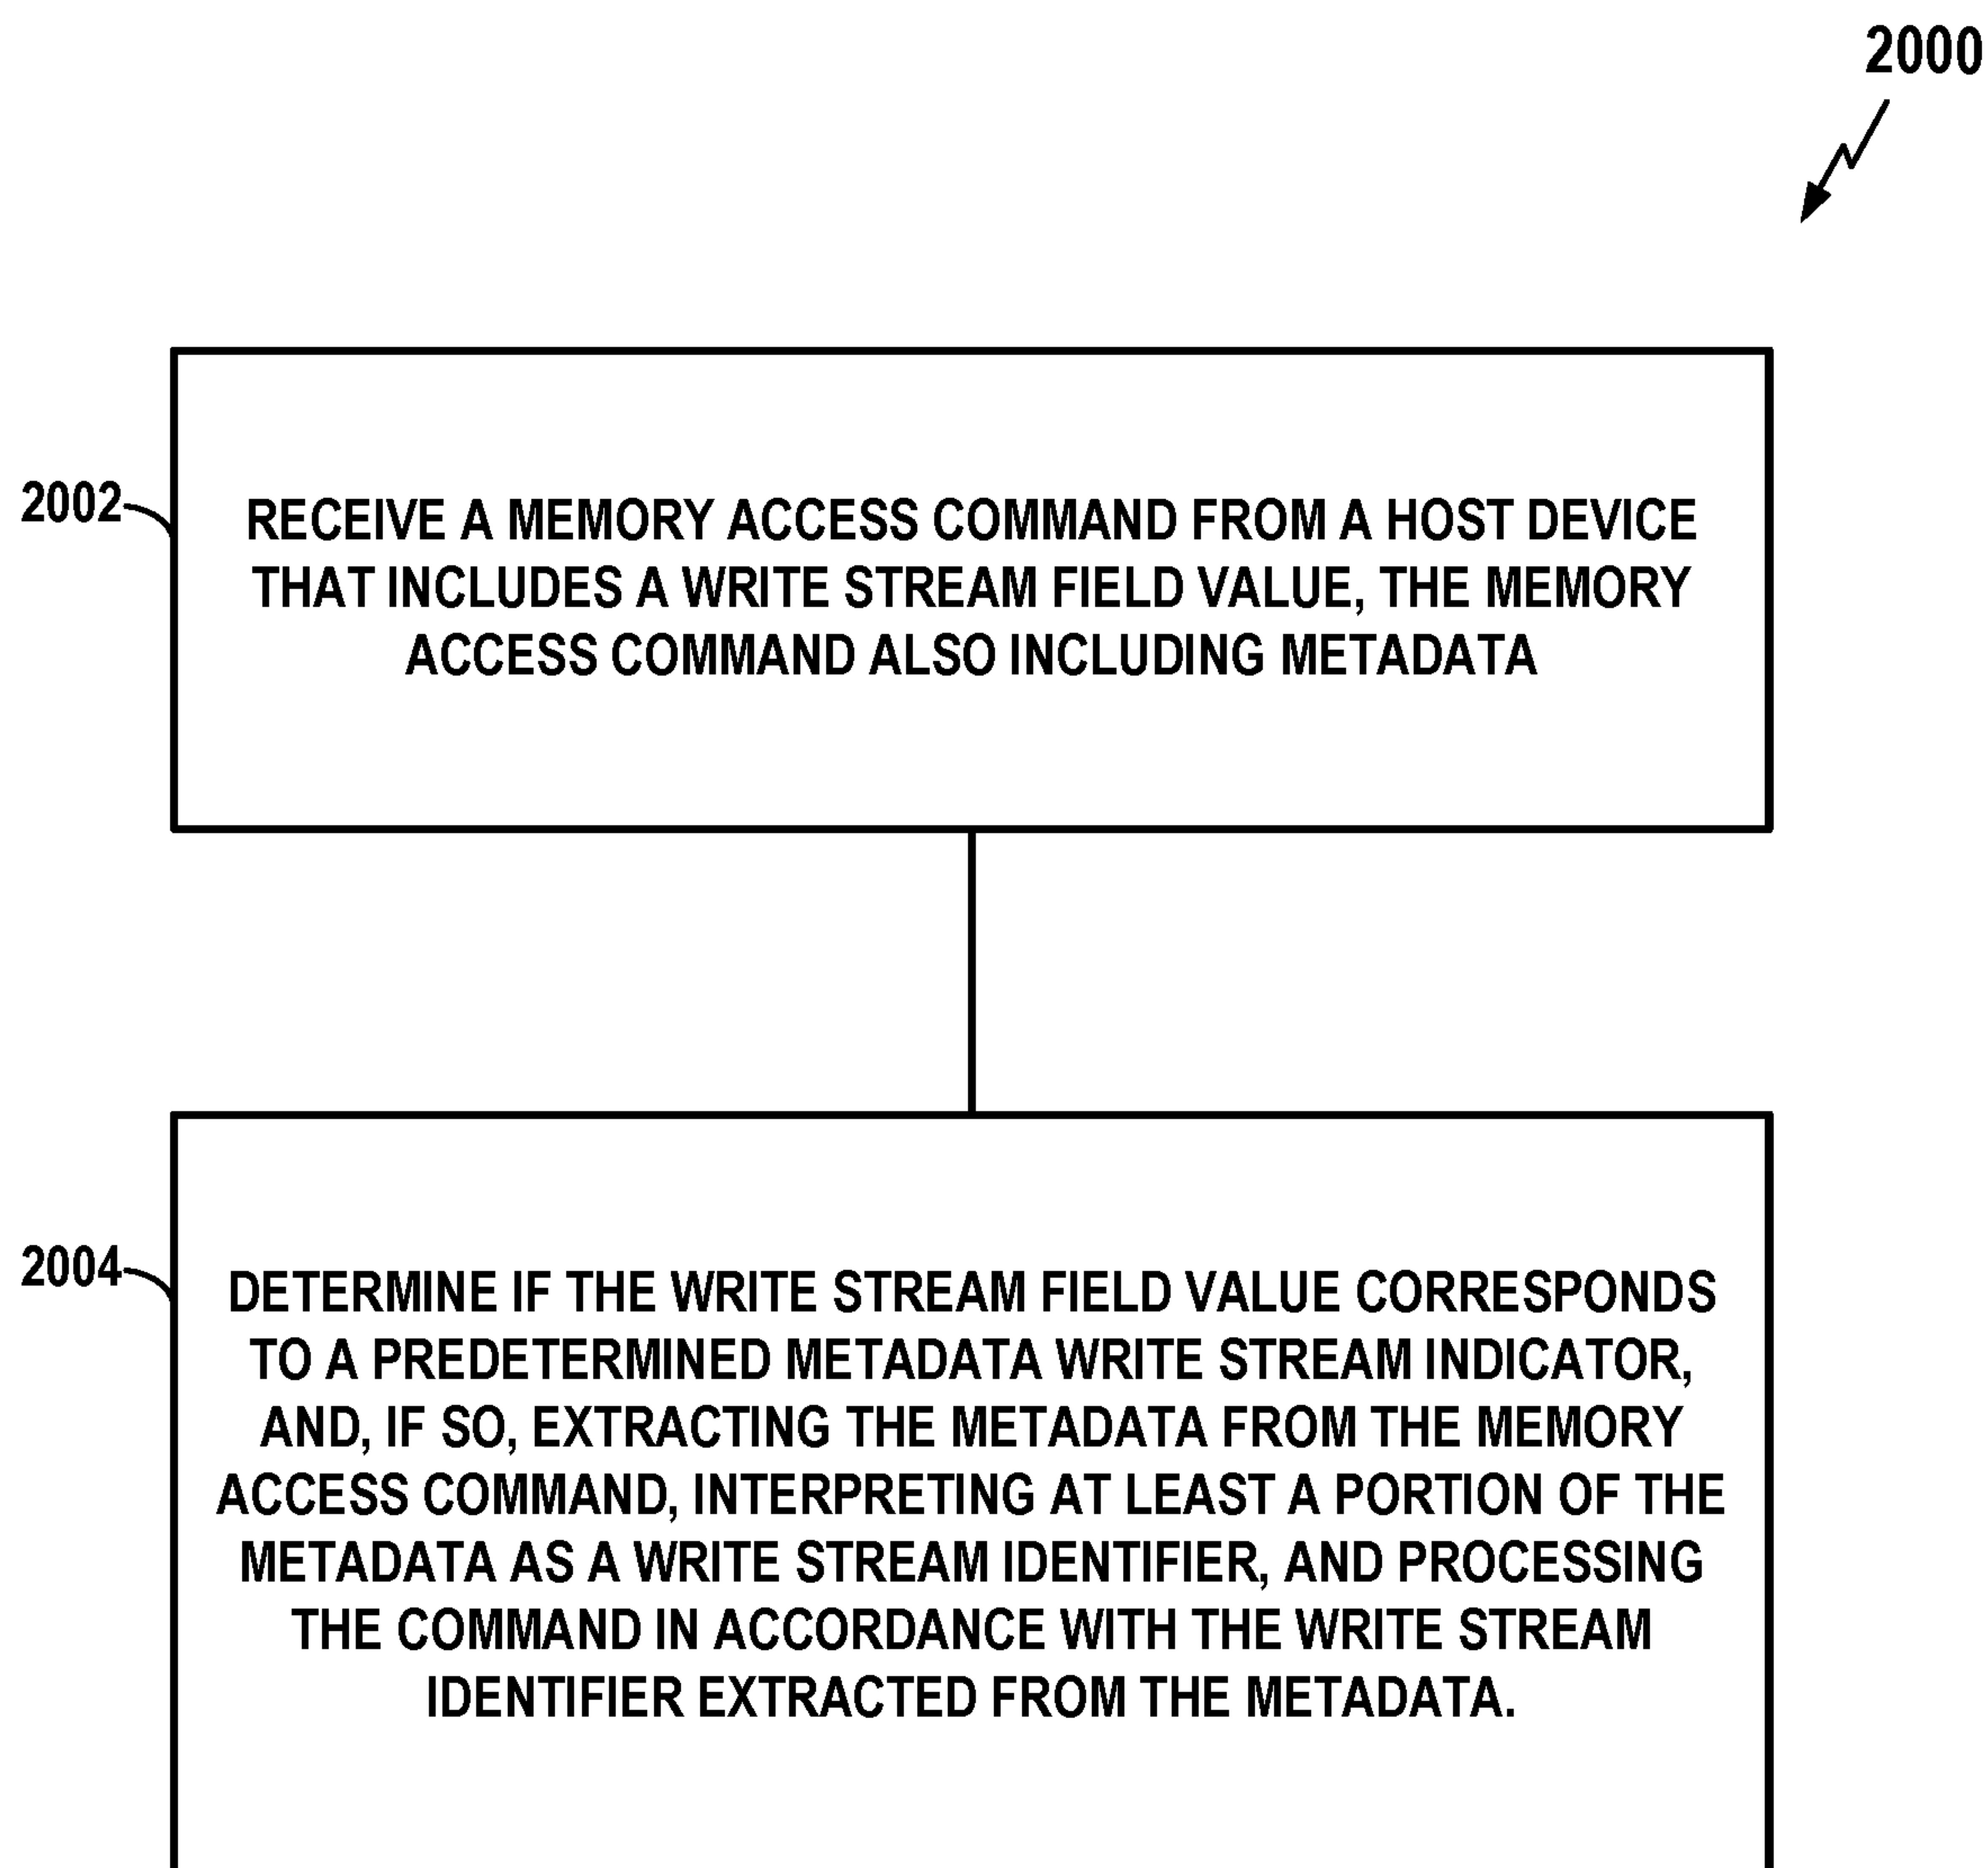 2000
2002
RECEIVE A MEMORY ACCESS COMMAND FROM A HOST DEVICE
THAT INCLUDES A WRITE STREAM FIELD VALUE, THE MEMORY
ACCESS COMMAND ALSO INCLUDING METADATA
2004
DETERMINE IF THE WRITE STREAM FIELD VALUE CORRESPONDS
TO A PREDETERMINED METADATA WRITE STREAM INDICATOR,
AND, IF SO, EXTRACTING THE METADATA FROM THE MEMORY
ACCESS COMMAND, INTERPRETING AT LEAST A PORTION OF THE
METADATA AS A WRITE STREAM IDENTIFIER, AND PROCESSING
THE COMMAND IN ACCORDANCE WITH THE WRITE STREAM
IDENTIFIER EXTRACTED FROM THE METADATA.